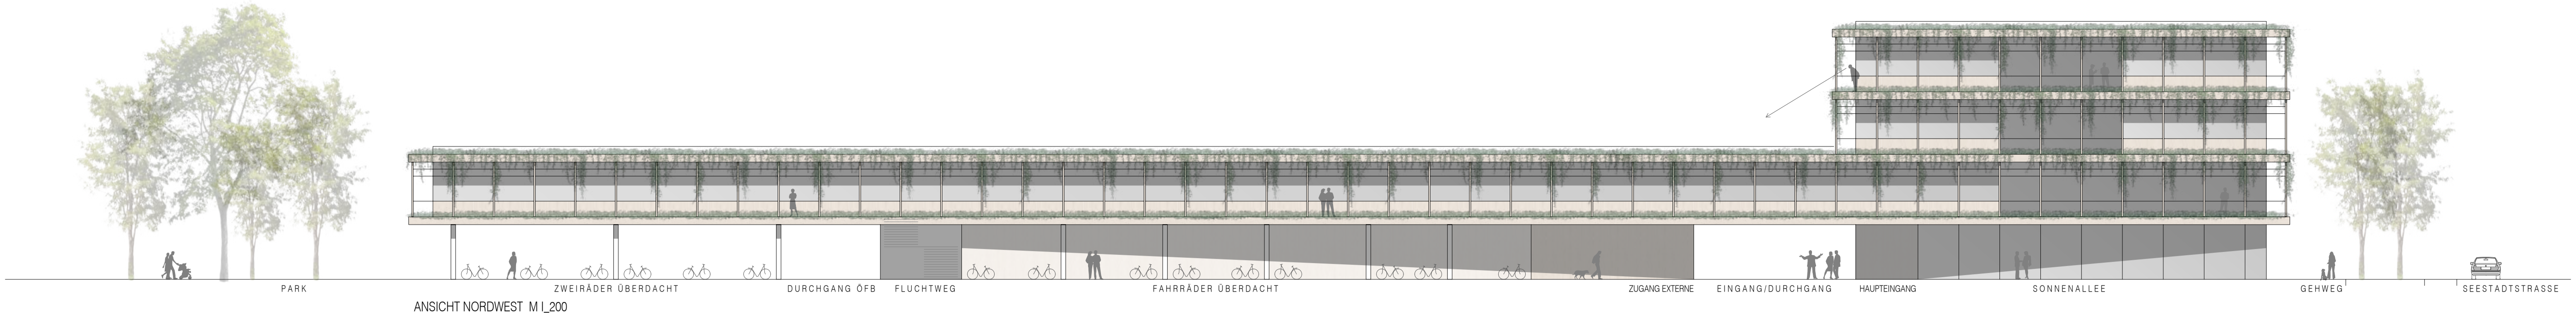 PARK ZWEIRÄDER ÜBERDACHT DURCHGANG ÖFB FLUCHTWEG FAHRRÄDER ÜBERDACHT ZUGANG EXTERNE EINGANG/DURCHGANG HAUPTEINGANG SONNENALLEE GEHWEG SEESTADTSTRASSE
ANSICHT NORDWEST M I_200